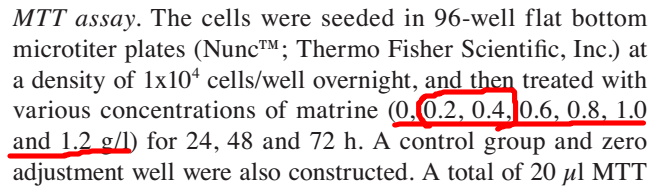 MTT assay. The cells were seeded in 96-well flat bottom
microtiter plates (Nunc™; Thermo Fisher Scientific, Inc.) at
a density of 1x10⁴ cells/well overnight, and then treated with
various concentrations of matrine (0, 0.2, 0.4, 0.6, 0.8, 1.0
and 1.2 g/l) for 24, 48 and 72 h. A control group and zero
adjustment well were also constructed. A total of 20 µl MTT